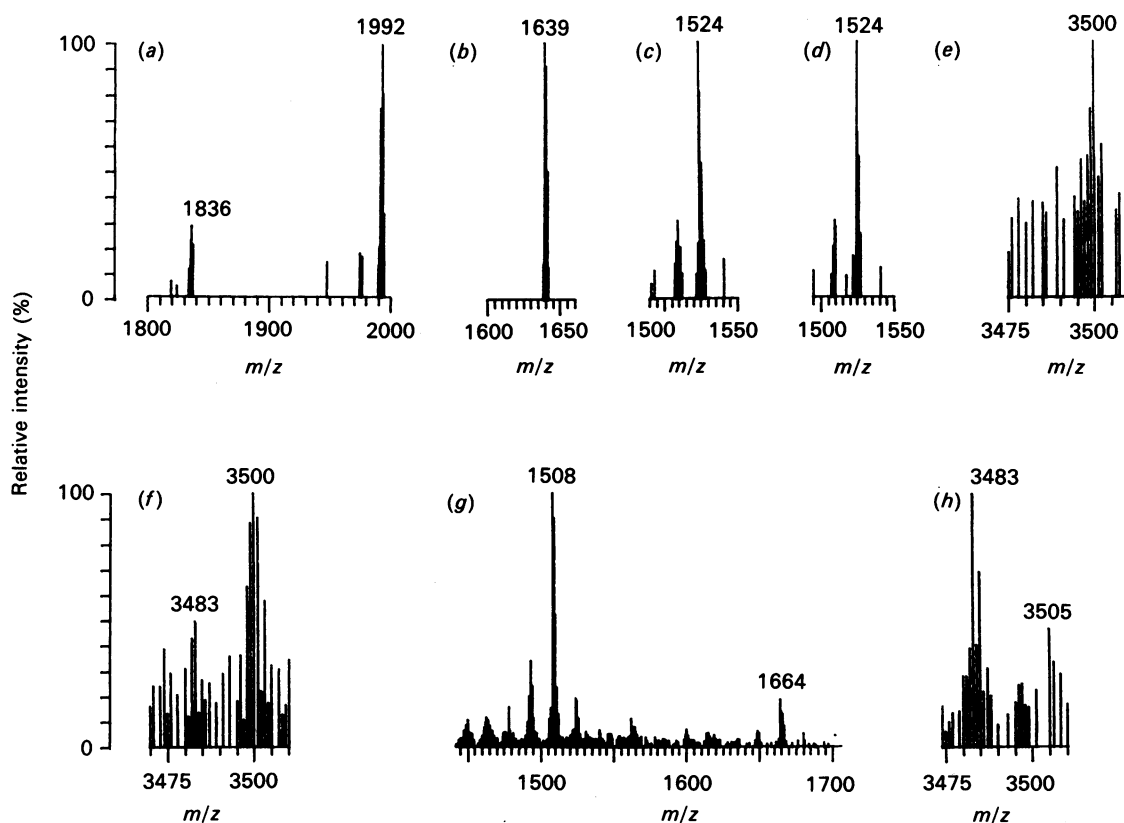 1992 1639 1524 1524 3500
100 (a) (b) (c) (d) (e)
1836
0
1800 1900 2000 1600 1650 1500 1550 1500 1550 3475 3500
m/z m/z m/z m/z m/z
Relative intensity (%)
3500 1508 3483
100 (f) (g) (h)
3483 3505
1664
0
3475 3500 1500 1600 1700 3475 3500
m/z m/z m/z